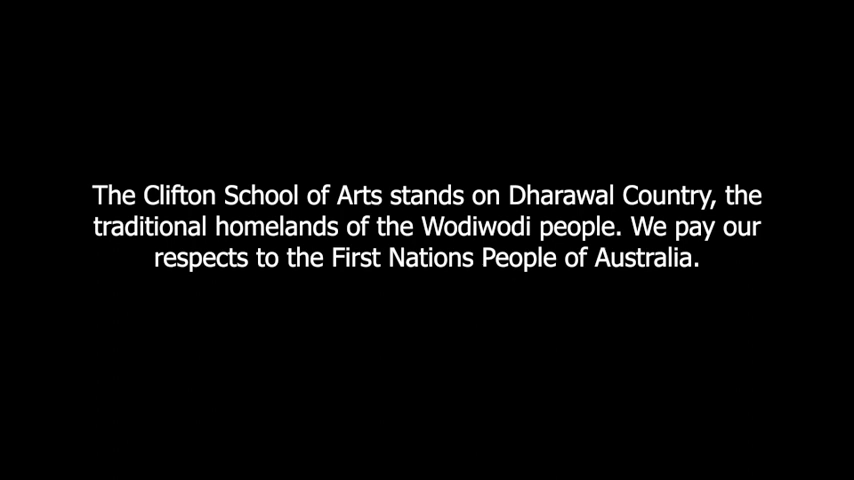 The Clifton School of Arts stands on Dharawal Country, the
traditional homelands of the Wodiwodi people. We pay our
respects to the First Nations People of Australia.